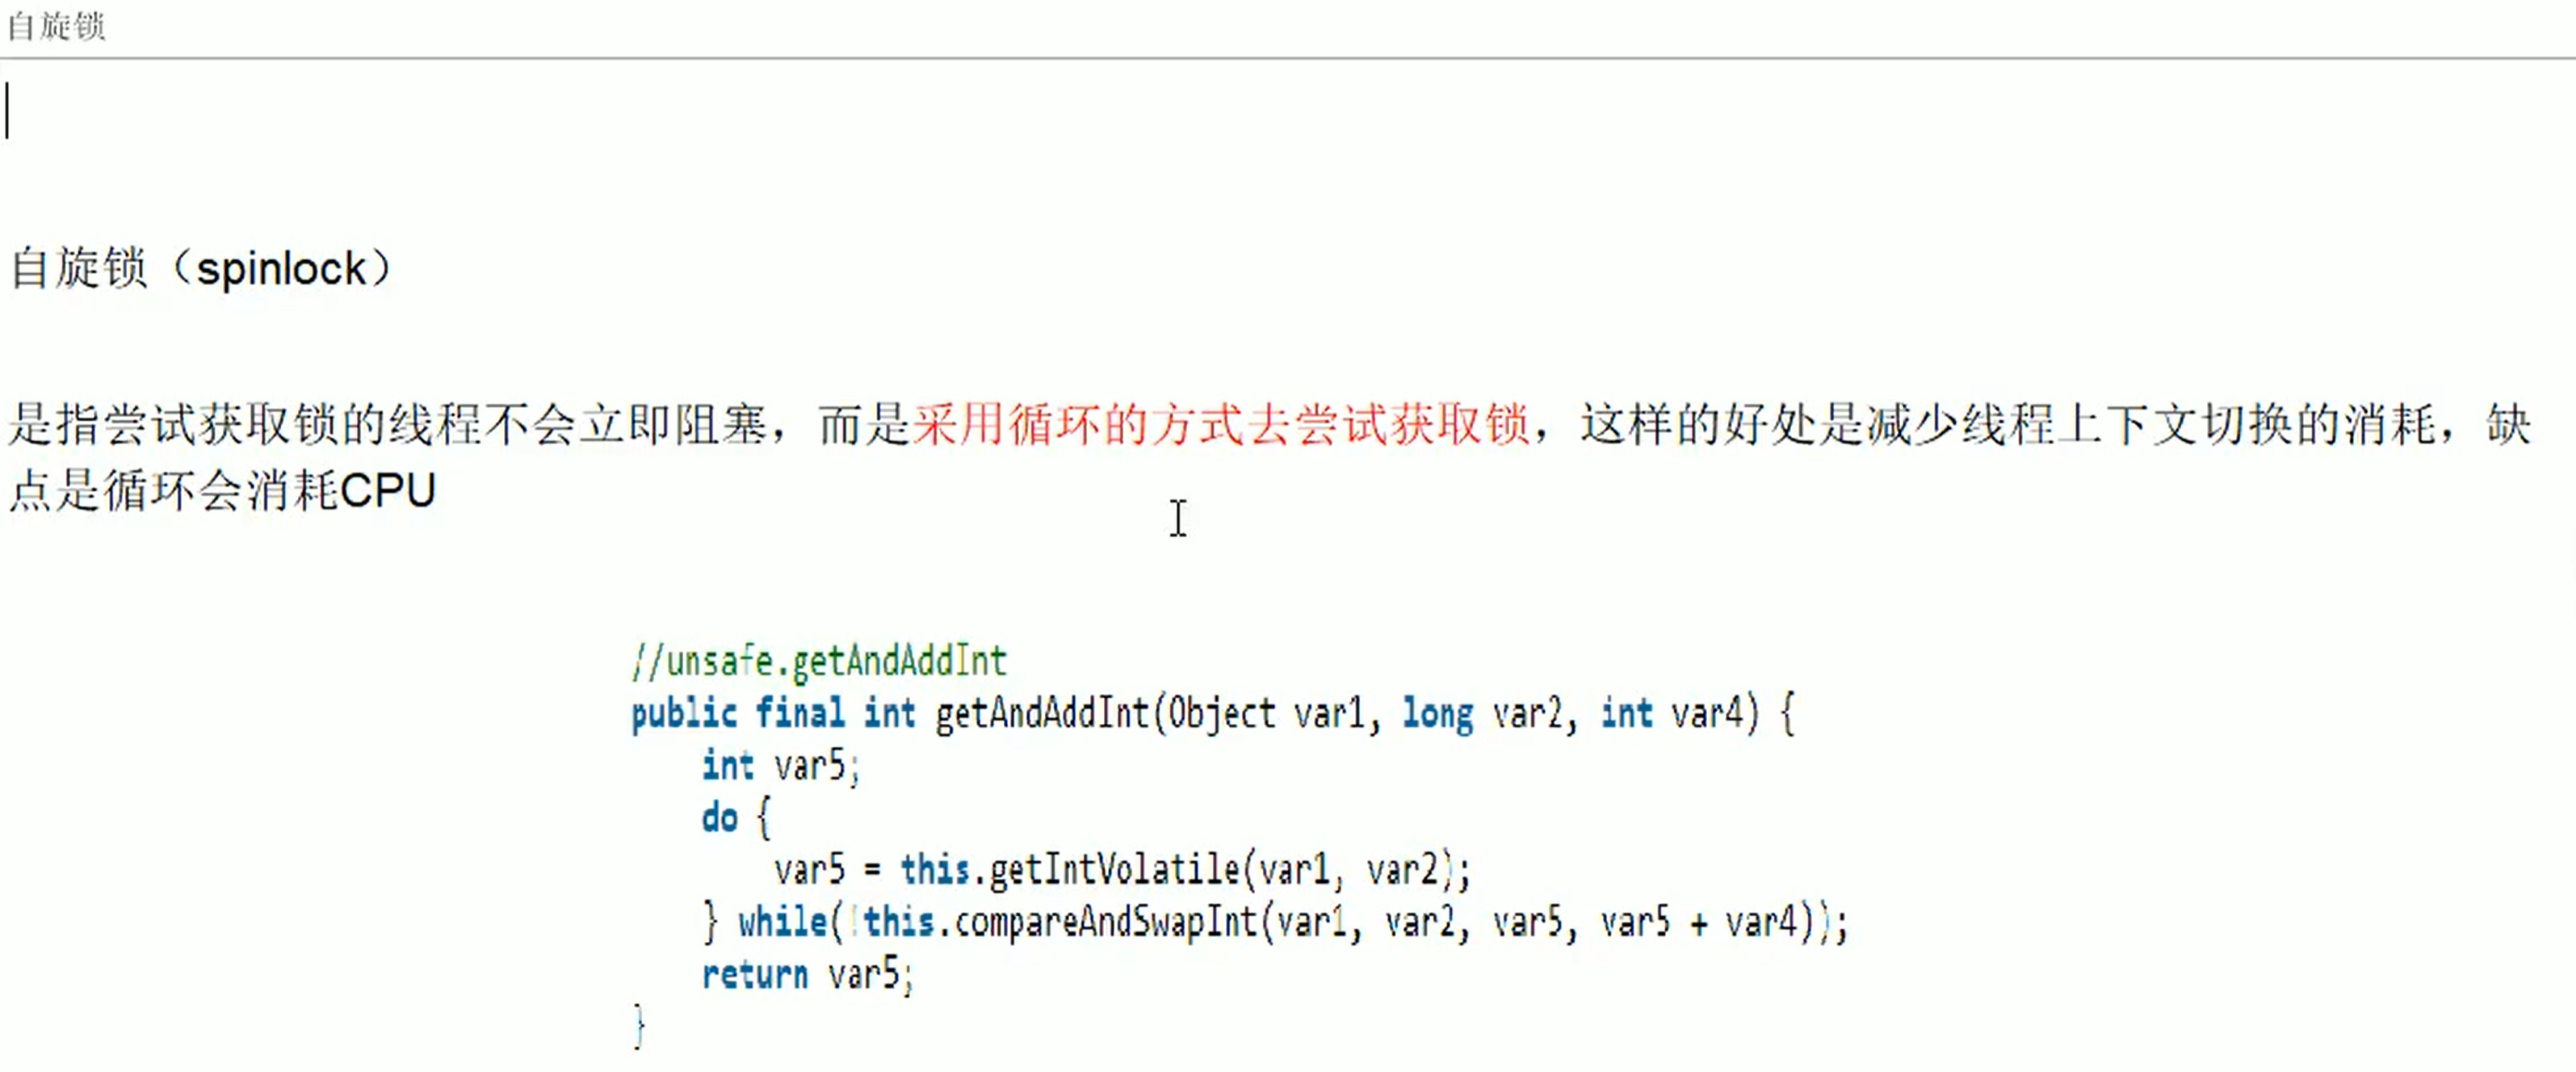 自旋锁
自旋锁（spinlock）
是指尝试获取锁的线程不会立即阻塞，而是采用循环的方式去尝试获取锁，这样的好处是减少线程上下文切换的消耗，缺
点是循环会消耗CPU
//unsafe.getAndAddInt
public final int getAndAddInt(Object var1, long var2, int var4) {
    int var5;
    do {
        var5 = this.getIntVolatile(var1, var2);
    } while(!this.compareAndSwapInt(var1, var2, var5, var5 + var4));
    return var5;
}